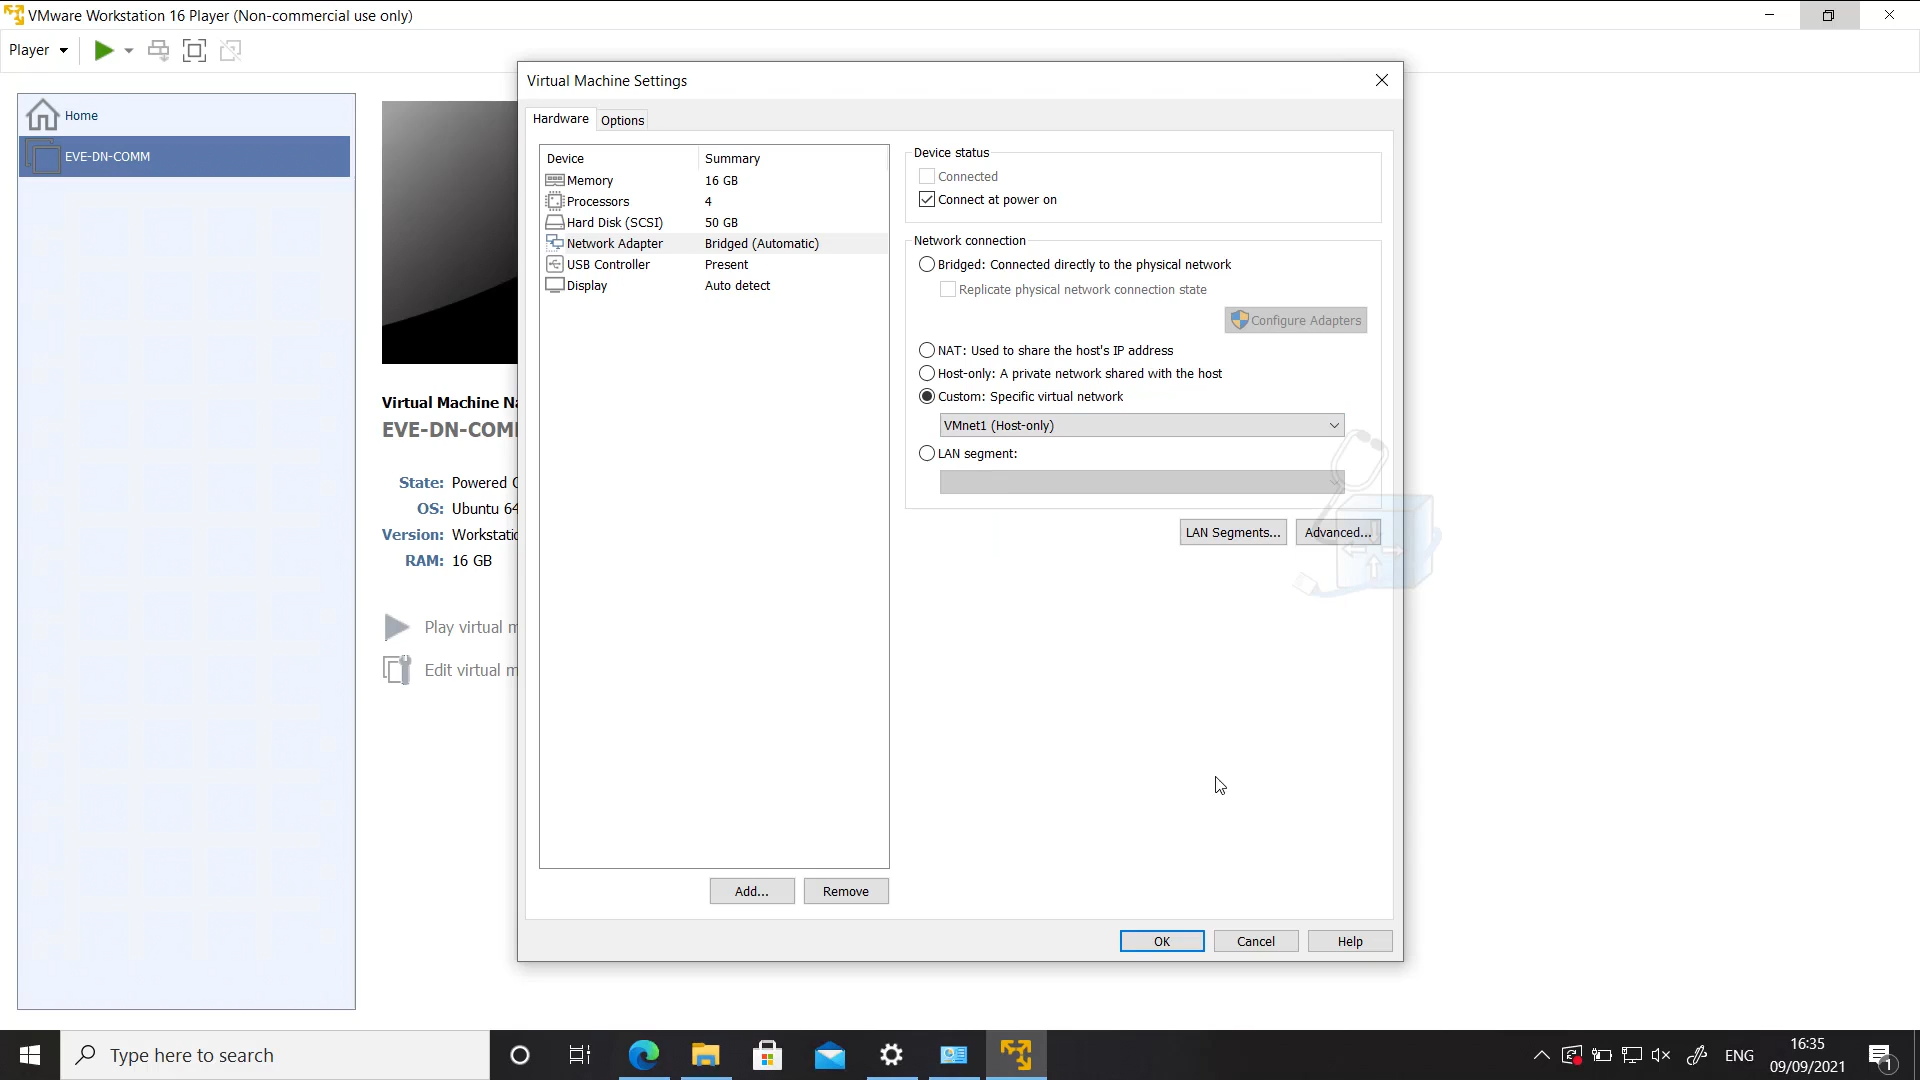 VMware Workstation 16 Player (Non-commercial use only)
Player
Home
EVE-DN-COMM
Virtual Machine Na
EVE-DN-COM
State: Powered
OS: Ubuntu 64
Version: Workstatio
RAM: 16 GB
Play virtual m
Edit virtual m
Virtual Machine Settings
Hardware
Options
Device Summary
Memory 16 GB
Processors 4
Hard Disk (SCSI) 50 GB
Network Adapter Bridged (Automatic)
USB Controller Present
Display Auto detect
Add...
Remove
Device status
Connected
Connect at power on
Network connection
Bridged: Connected directly to the physical network
Replicate physical network connection state
Configure Adapters
NAT: Used to share the host's IP address
Host-only: A private network shared with the host
Custom: Specific virtual network
VMnet1 (Host-only)
LAN segment:
LAN Segments...
Advanced...
OK
Cancel
Help
Type here to search
ENG
16:35
09/09/2021
1